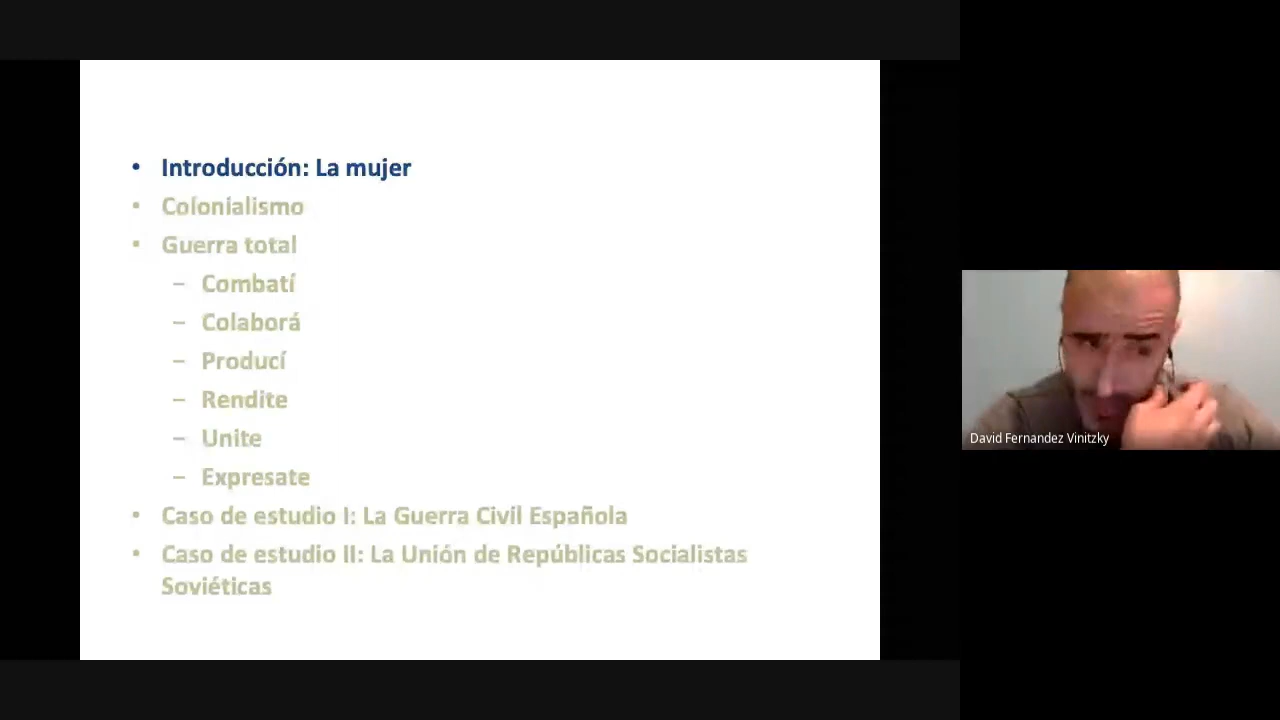 • Introducción: La mujer
• Colonialismo
• Guerra total
– Combatí
– Colaborá
– Producí
– Rendite
– Unite
– Expresate
• Caso de estudio I: La Guerra Civil Española
• Caso de estudio II: La Unión de Repúblicas Socialistas
Soviéticas
David Fernandez Vinitzky